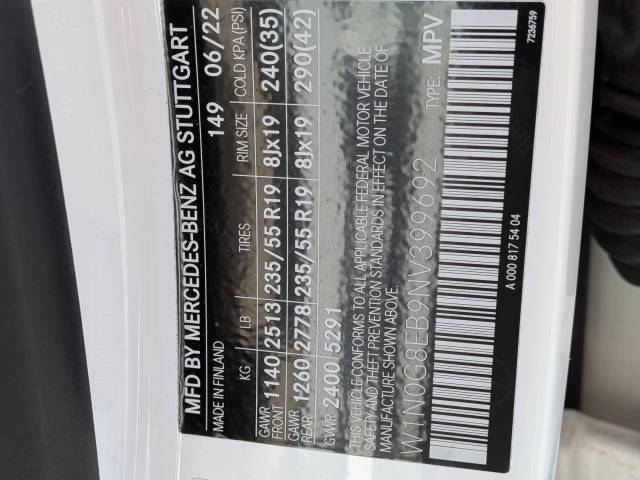 MFD BY MERCEDES-BENZ AG STUTTGART
MADE IN FINLAND 149 06/22
KG LB TIRES RIM SIZE COLD KPA (PSI)
GAWR FRONT 1140 2513 235/55 R19 8Jx19 240(35)
GAWR REAR 1260 2778 235/55 R19 8Jx19 290(42)
GVWR 2400 5291
THIS VEHICLE CONFORMS TO ALL APPLICABLE FEDERAL MOTOR VEHICLE
SAFETY AND THEFT PREVENTION STANDARDS IN EFFECT ON THE DATE OF
MANUFACTURE SHOWN ABOVE.
W1N0G8EB9NV399692 TYPE: MPV
A 000 817 54 04
7236759